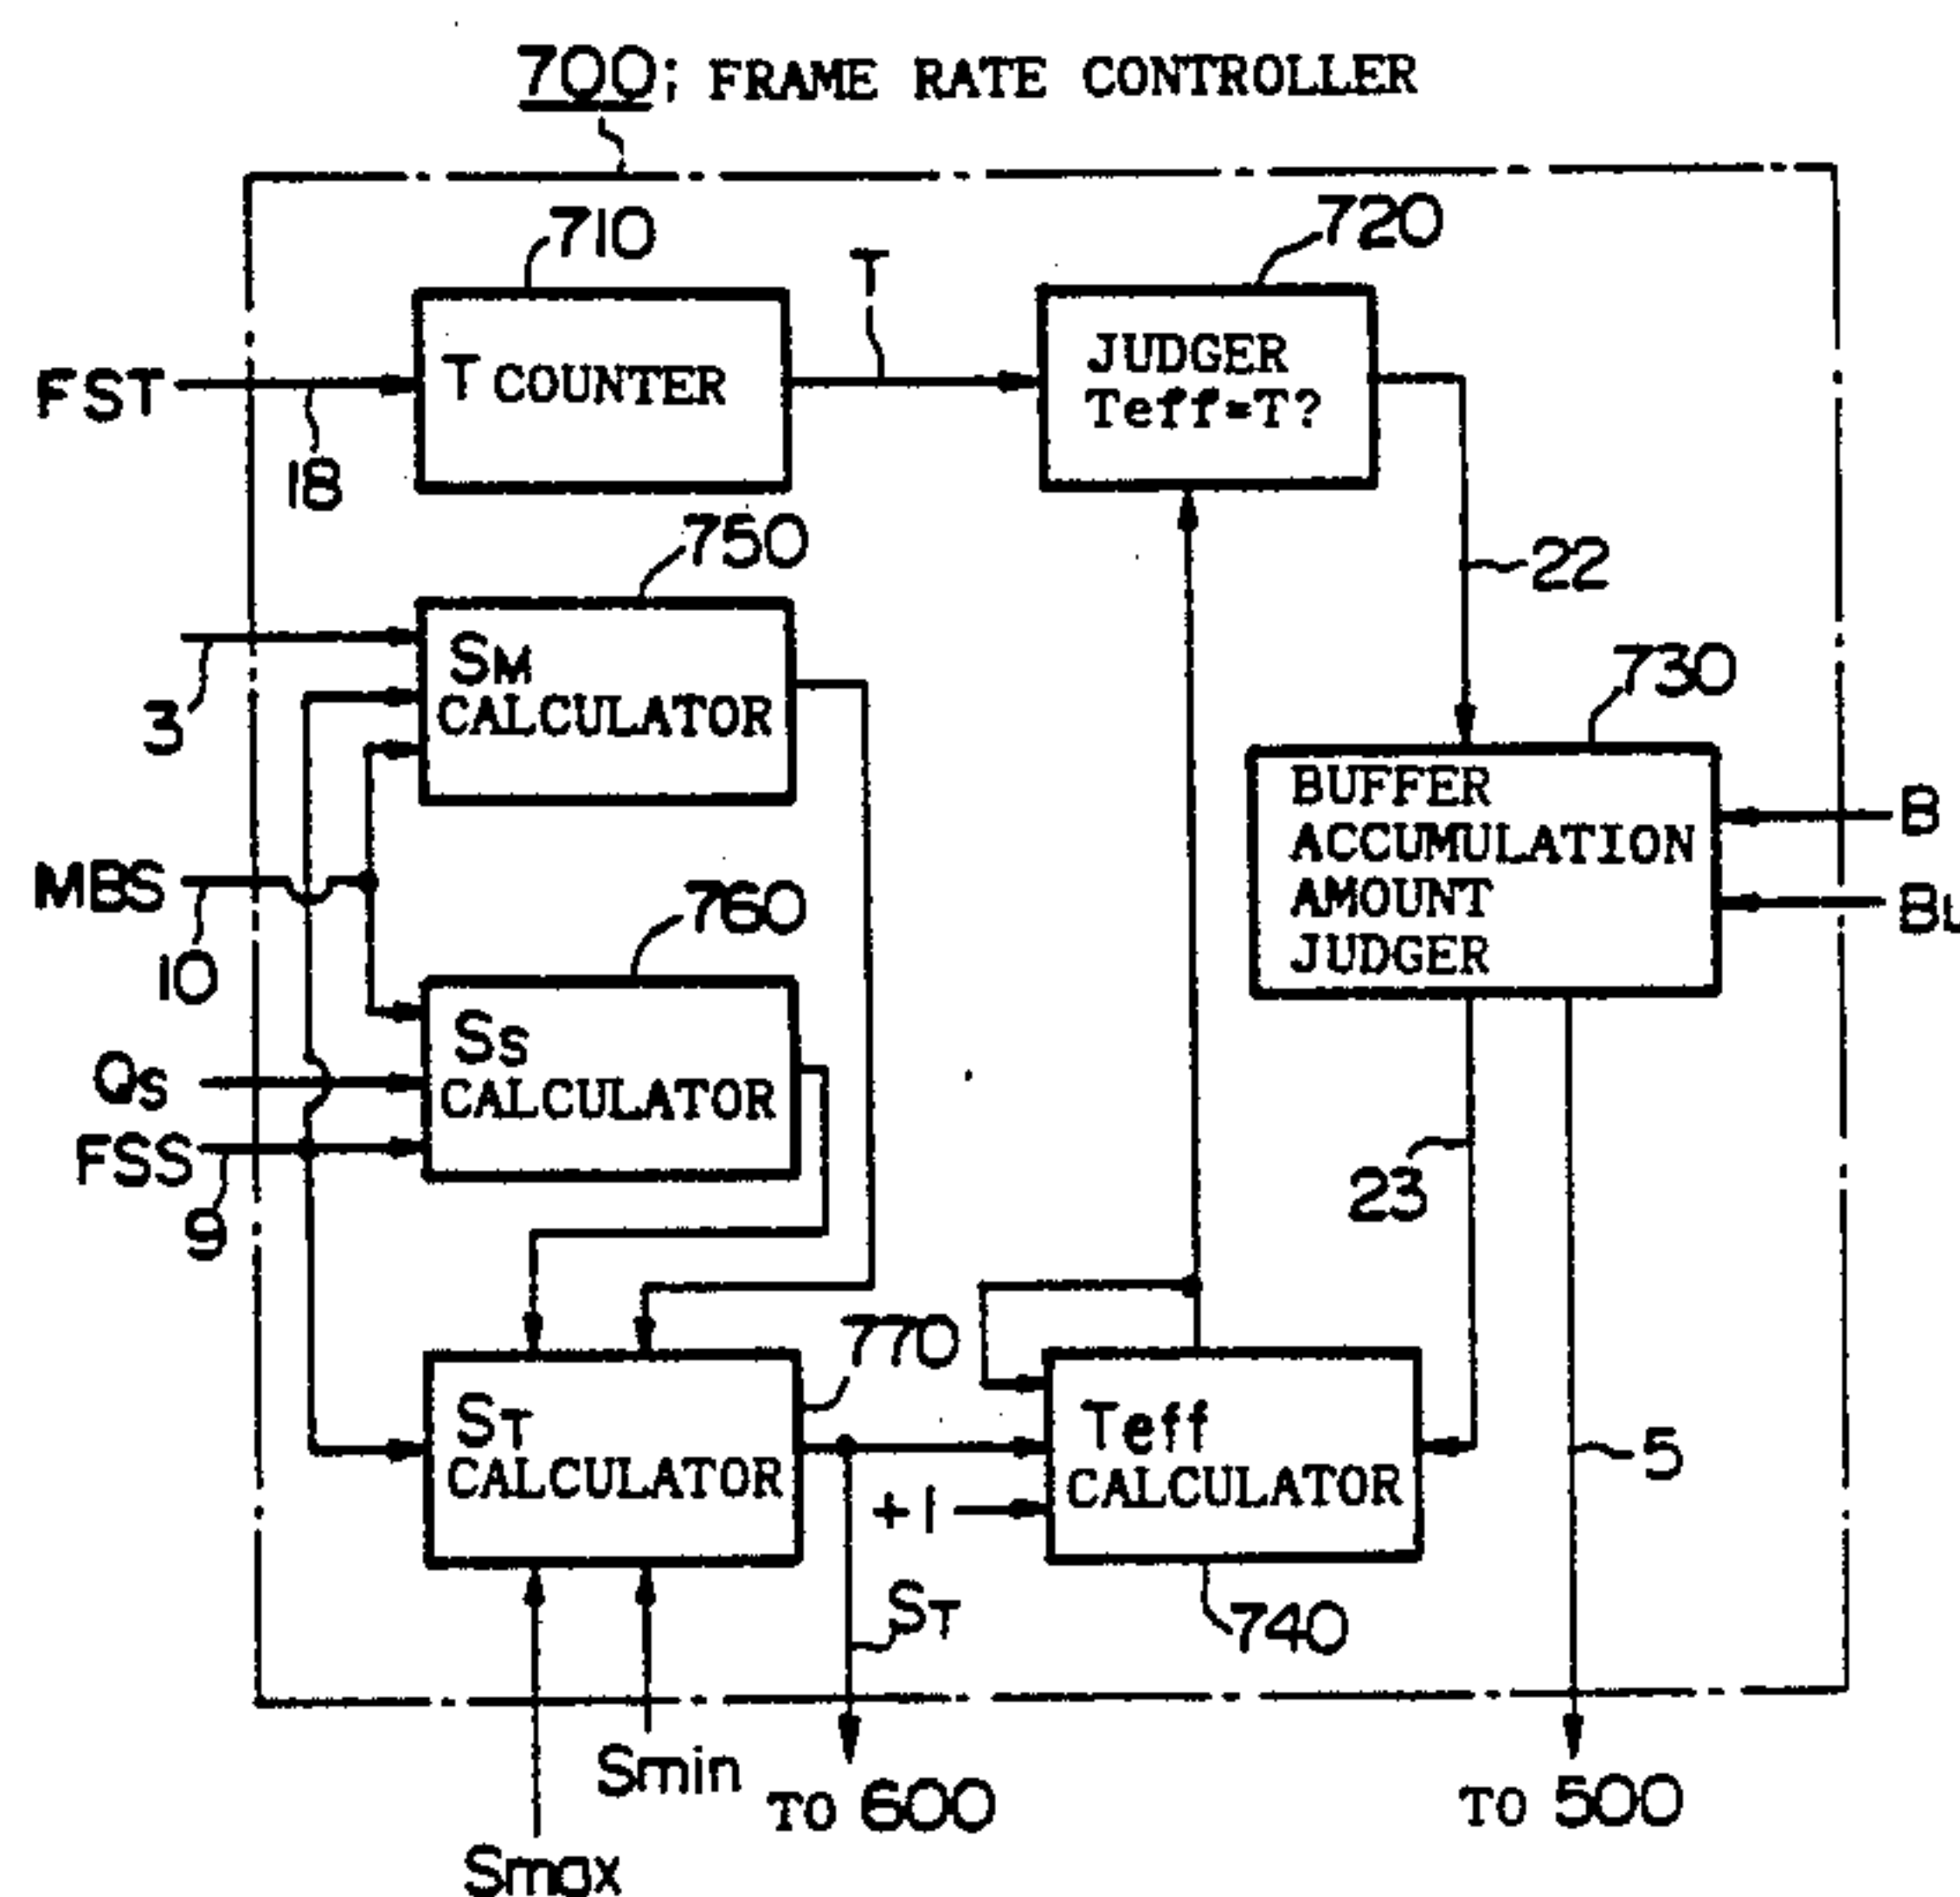 700; FRAME RATE CONTROLLER
710
T
720
FST
18
T COUNTER
JUDGER
Teff=T?
750
22
3
SM
CALCULATOR
730
BUFFER
ACCUMULATION
AMOUNT
JUDGER
B
MBS
10
760
QS
FSS
9
SS
CALCULATOR
23
770
ST
CALCULATOR
Teff
CALCULATOR
5
+1
ST
740
Smin
Smax
TO 600
TO 500